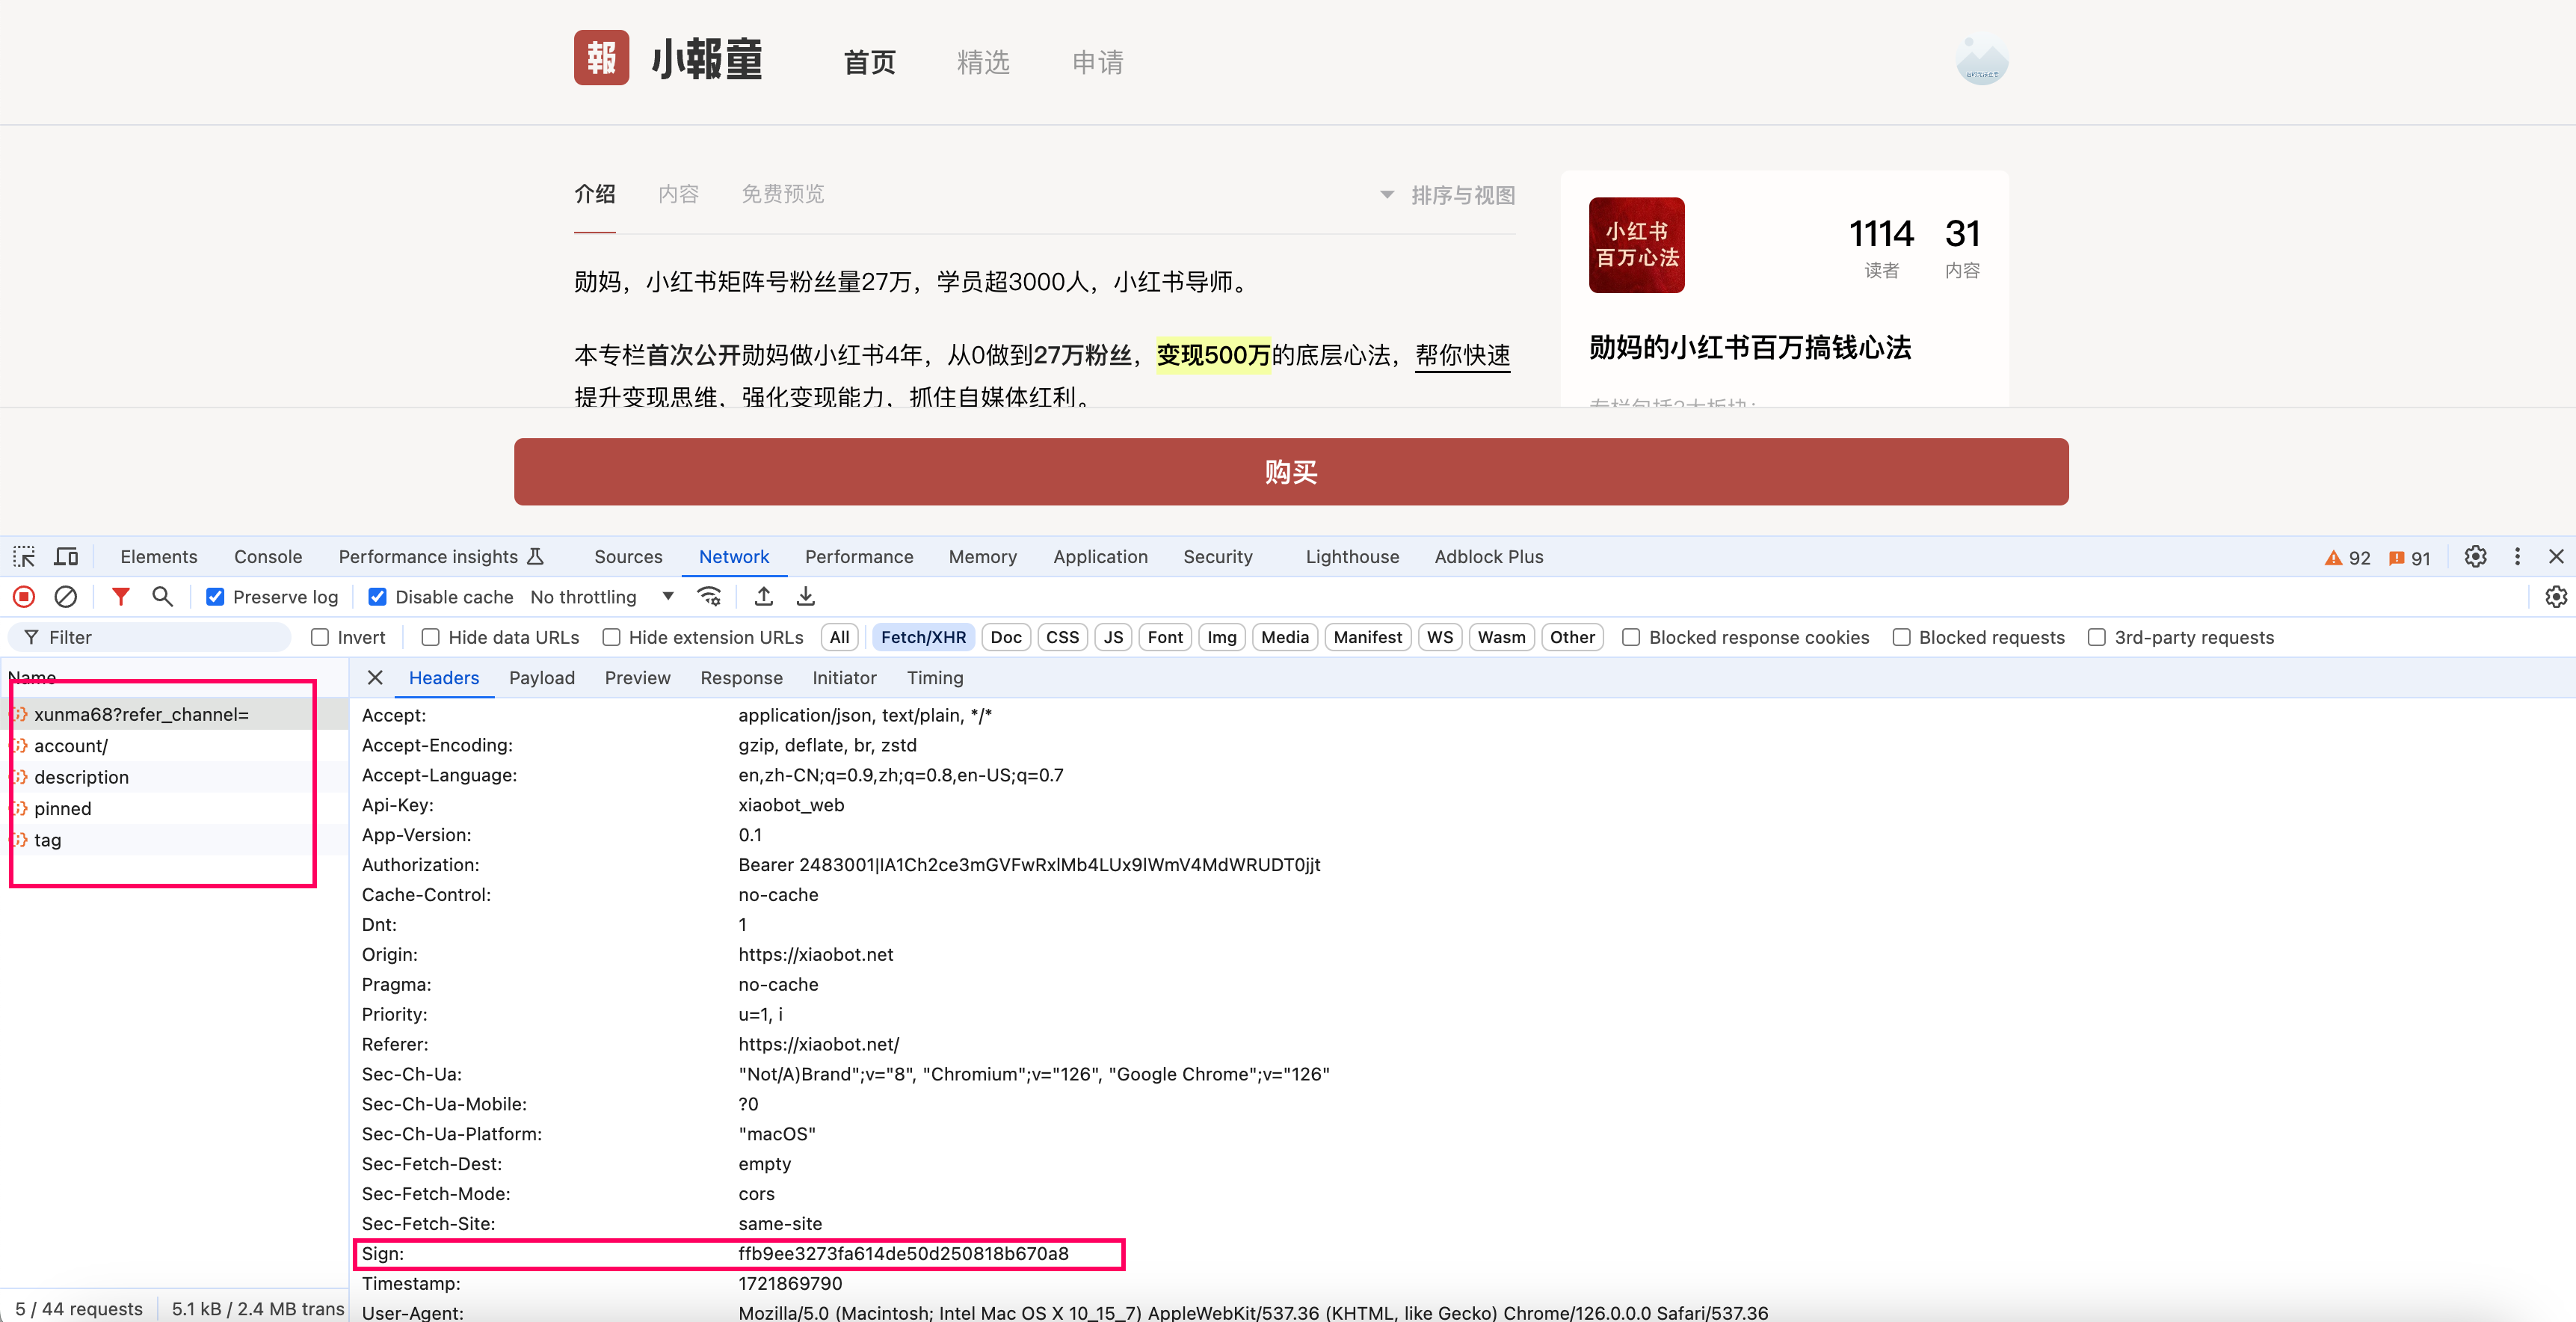 報 小報童 首页 精选 申请
介绍 内容 免费预览 排序与视图
勋妈，小红书矩阵号粉丝量27万，学员超3000人，小红书导师。
本专栏首次公开勋妈做小红书4年，从0做到27万粉丝，变现500万的底层心法，帮你快速
提升变现思维，强化变现能力，抓住自媒体红利。
小红书
百万心法
1114 31
读者 内容
勋妈的小红书百万搞钱心法
专栏包括3大板块：
购买
Elements Console Performance insights Sources Network Performance Memory Application Security Lighthouse Adblock Plus 92 91
Preserve log Disable cache No throttling
Filter Invert Hide data URLs Hide extension URLs All Fetch/XHR Doc CSS JS Font Img Media Manifest WS Wasm Other Blocked response cookies Blocked requests 3rd-party requests
Name Headers Payload Preview Response Initiator Timing
xunma68?refer_channel=
account/
description
pinned
tag
Accept: application/json, text/plain, */*
Accept-Encoding: gzip, deflate, br, zstd
Accept-Language: en,zh-CN;q=0.9,zh;q=0.8,en-US;q=0.7
Api-Key: xiaobot_web
App-Version: 0.1
Authorization: Bearer 2483001|lA1Ch2ce3mGVFwRxlMb4LUx9lWmV4MdWRUDT0jjt
Cache-Control: no-cache
Dnt: 1
Origin: https://xiaobot.net
Pragma: no-cache
Priority: u=1, i
Referer: https://xiaobot.net/
Sec-Ch-Ua: "Not/A)Brand";v="8", "Chromium";v="126", "Google Chrome";v="126"
Sec-Ch-Ua-Mobile: ?0
Sec-Ch-Ua-Platform: "macOS"
Sec-Fetch-Dest: empty
Sec-Fetch-Mode: cors
Sec-Fetch-Site: same-site
Sign: ffb9ee3273fa614de50d250818b670a8
Timestamp: 1721869790
User-Agent: Mozilla/5.0 (Macintosh; Intel Mac OS X 10_15_7) AppleWebKit/537.36 (KHTML, like Gecko) Chrome/126.0.0.0 Safari/537.36
5 / 44 requests 5.1 kB / 2.4 MB trans